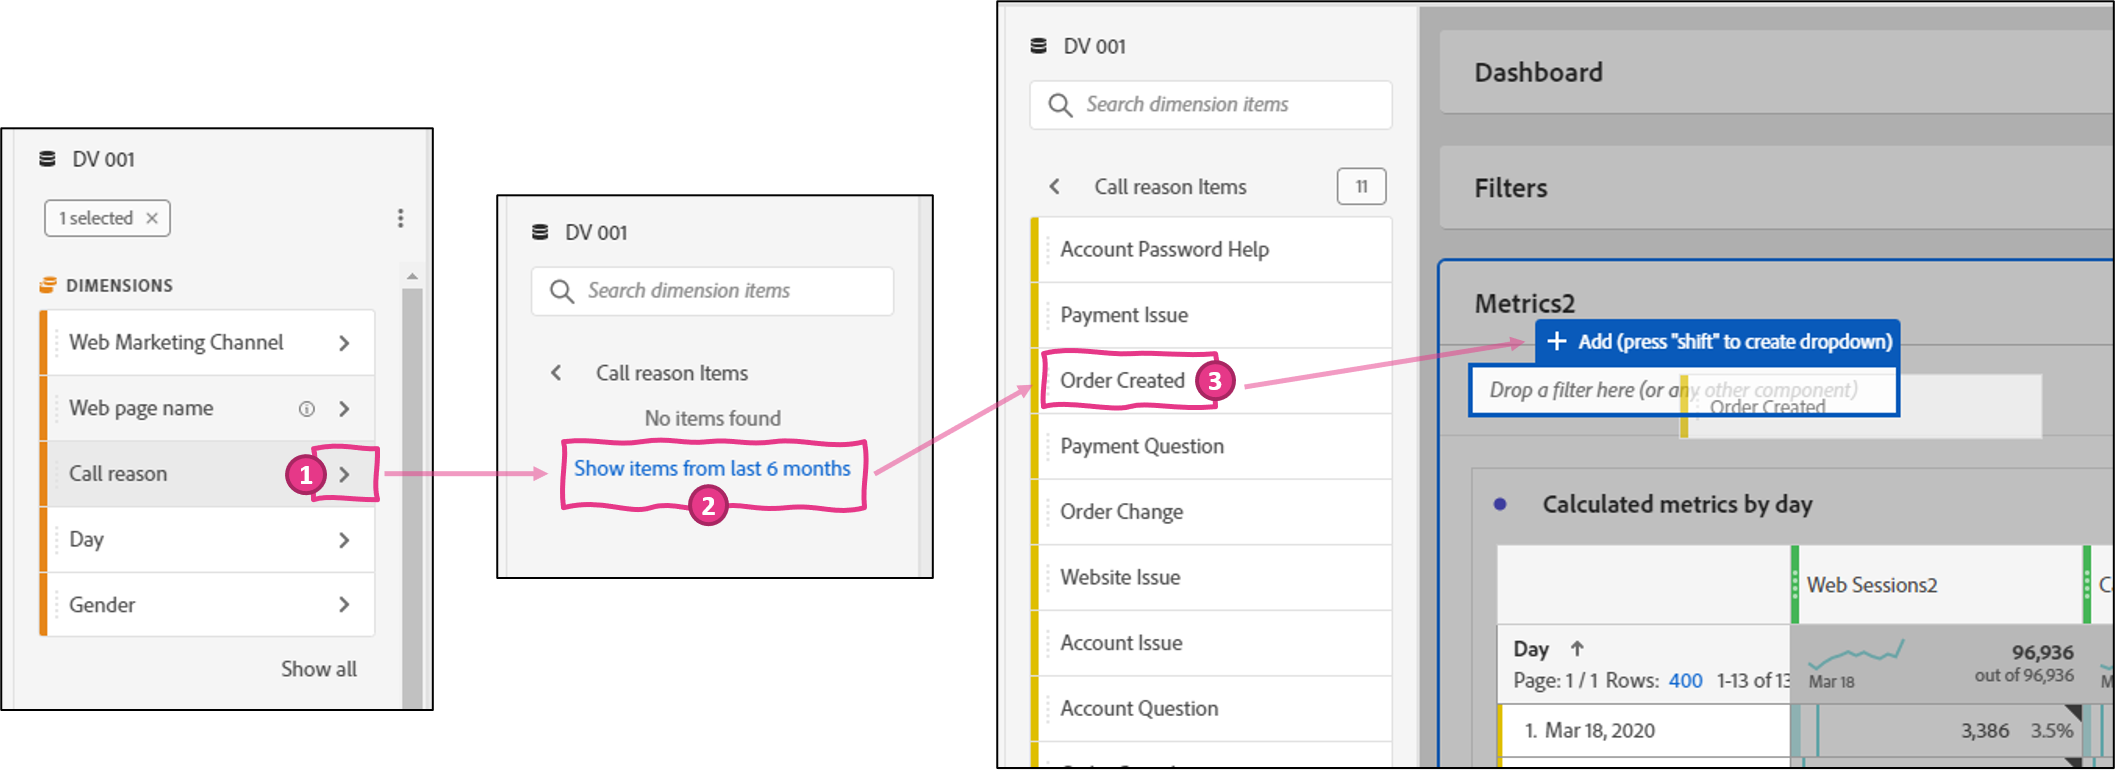 DV 001
1 selected ×
DIMENSIONS
Web Marketing Channel
Web page name
Call reason
1
Day
Gender
Show all
DV 001
Search dimension items
Call reason Items
No items found
Show items from last 6 months
2
DV 001
Search dimension items
Call reason Items
11
Account Password Help
Payment Issue
Order Created
3
Payment Question
Order Change
Website Issue
Account Issue
Account Question
Dashboard
Filters
Metrics2
+ Add (press "shift" to create dropdown)
Drop a filter here (or any other component)
Order Created
Calculated metrics by day
Web Sessions2
Day ↑
Page: 1 / 1 Rows: 400 1-13 of 13
Mar 18
96,936
out of 96,936
1. Mar 18, 2020
3,386 3.5%